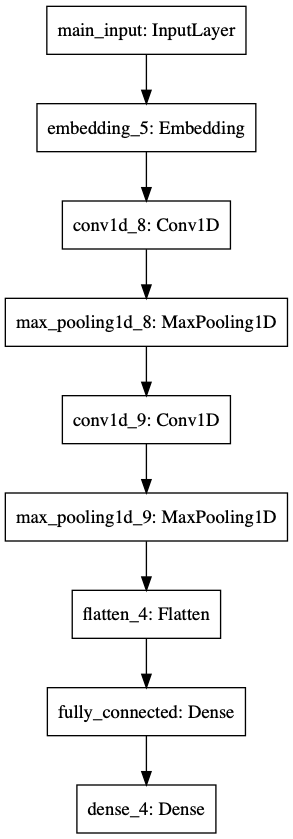 main_input: InputLayer
embedding_5: Embedding
conv1d_8: Conv1D
max_pooling1d_8: MaxPooling1D
conv1d_9: Conv1D
max_pooling1d_9: MaxPooling1D
flatten_4: Flatten
fully_connected: Dense
dense_4: Dense